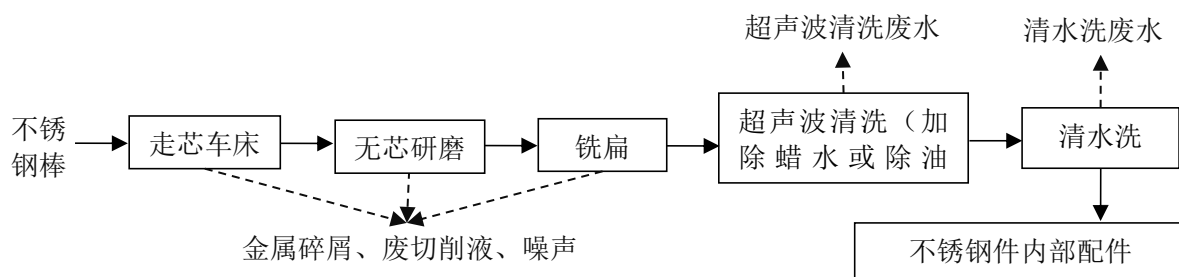 超声波清洗废水
清水洗废水
不锈
钢棒
走芯车床
无芯研磨
铣扁
超声波清洗（加
除蜡水或除油
清水洗
金属碎屑、废切削液、噪声
不锈钢件内部配件